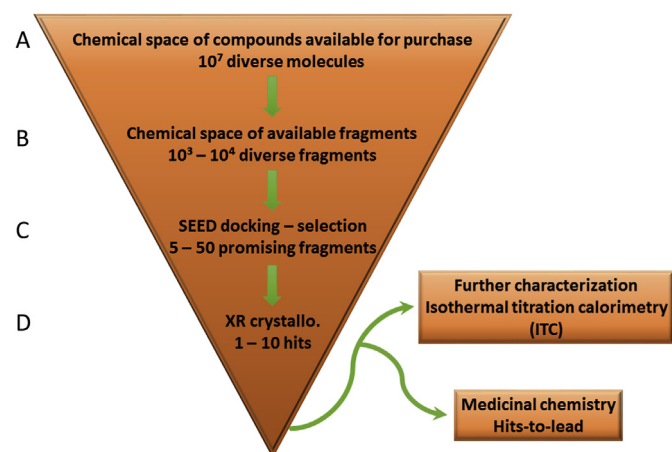 A
Chemical space of compounds available for purchase
10⁷ diverse molecules
B
Chemical space of available fragments
10³ – 10⁴ diverse fragments
C
SEED docking – selection
5 – 50 promising fragments
D
XR crystallo.
1 – 10 hits
Further characterization
Isothermal titration calorimetry
(ITC)
Medicinal chemistry
Hits-to-lead